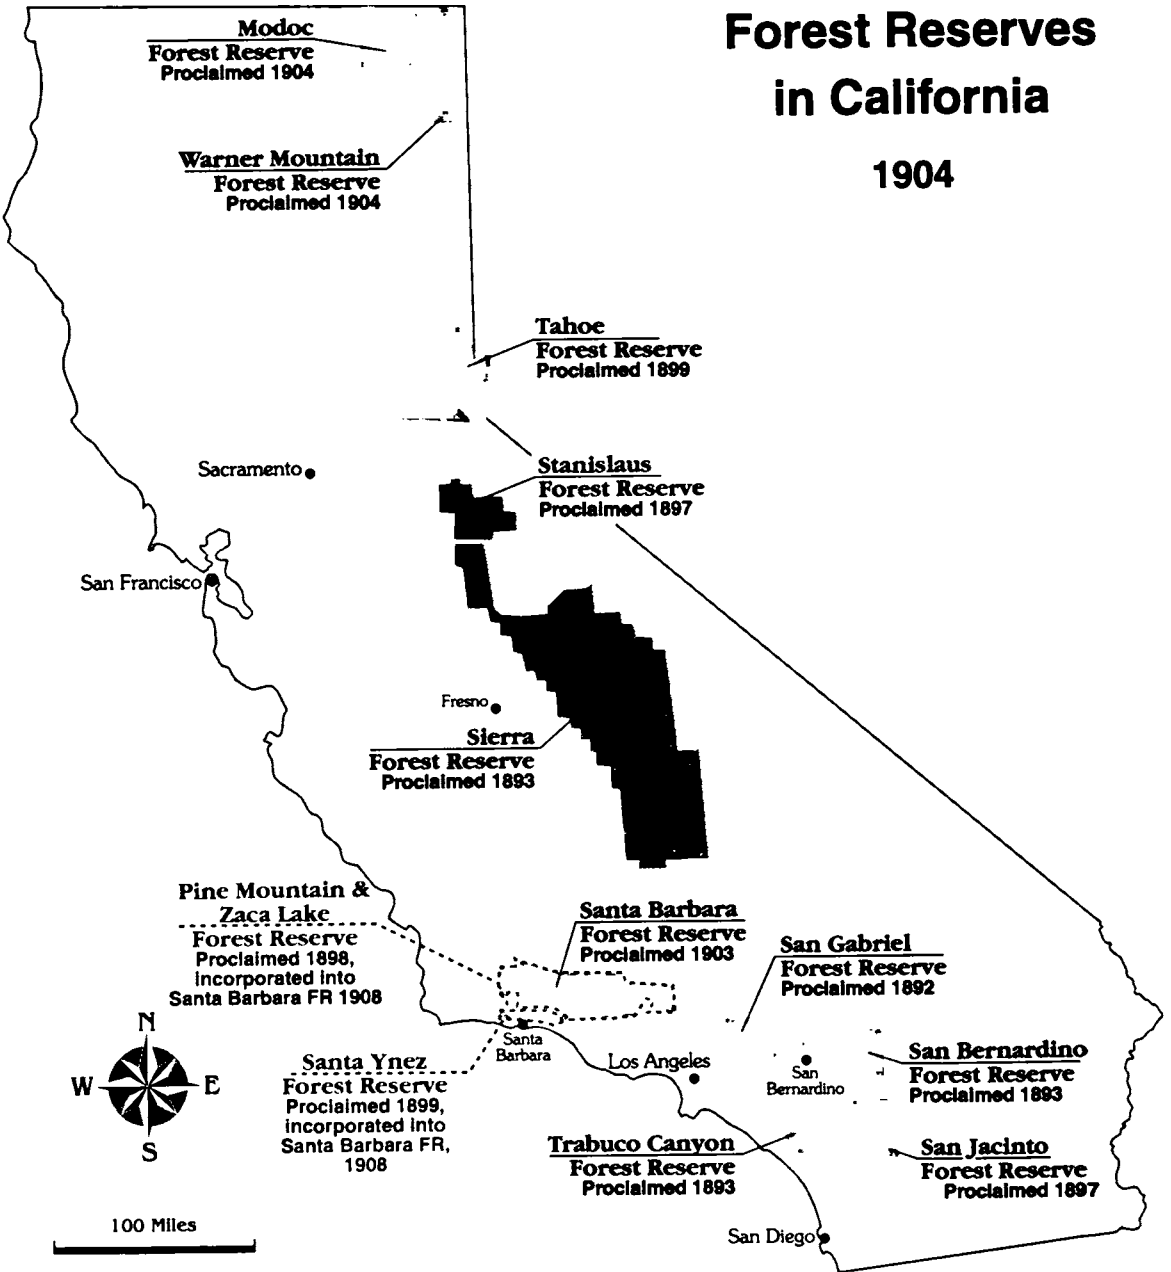 Forest Reserves
in California
1904
Modoc
Forest Reserve
Proclaimed 1904
Warner Mountain
Forest Reserve
Proclaimed 1904
Tahoe
Forest Reserve
Proclaimed 1899
Sacramento
Stanislaus
Forest Reserve
Proclaimed 1897
San Francisco
Fresno
Sierra
Forest Reserve
Proclaimed 1893
Pine Mountain &
Zaca Lake
Forest Reserve
Proclaimed 1898,
incorporated into
Santa Barbara FR 1908
Santa Barbara
Forest Reserve
Proclaimed 1903
San Gabriel
Forest Reserve
Proclaimed 1892
N
W
E
S
Santa Ynez
Forest Reserve
Proclaimed 1899,
incorporated into
Santa Barbara FR,
1908
Santa
Barbara
Los Angeles
San
Bernardino
San Bernardino
Forest Reserve
Proclaimed 1893
Trabuco Canyon
Forest Reserve
Proclaimed 1893
San Jacinto
Forest Reserve
Proclaimed 1897
San Diego
100 Miles